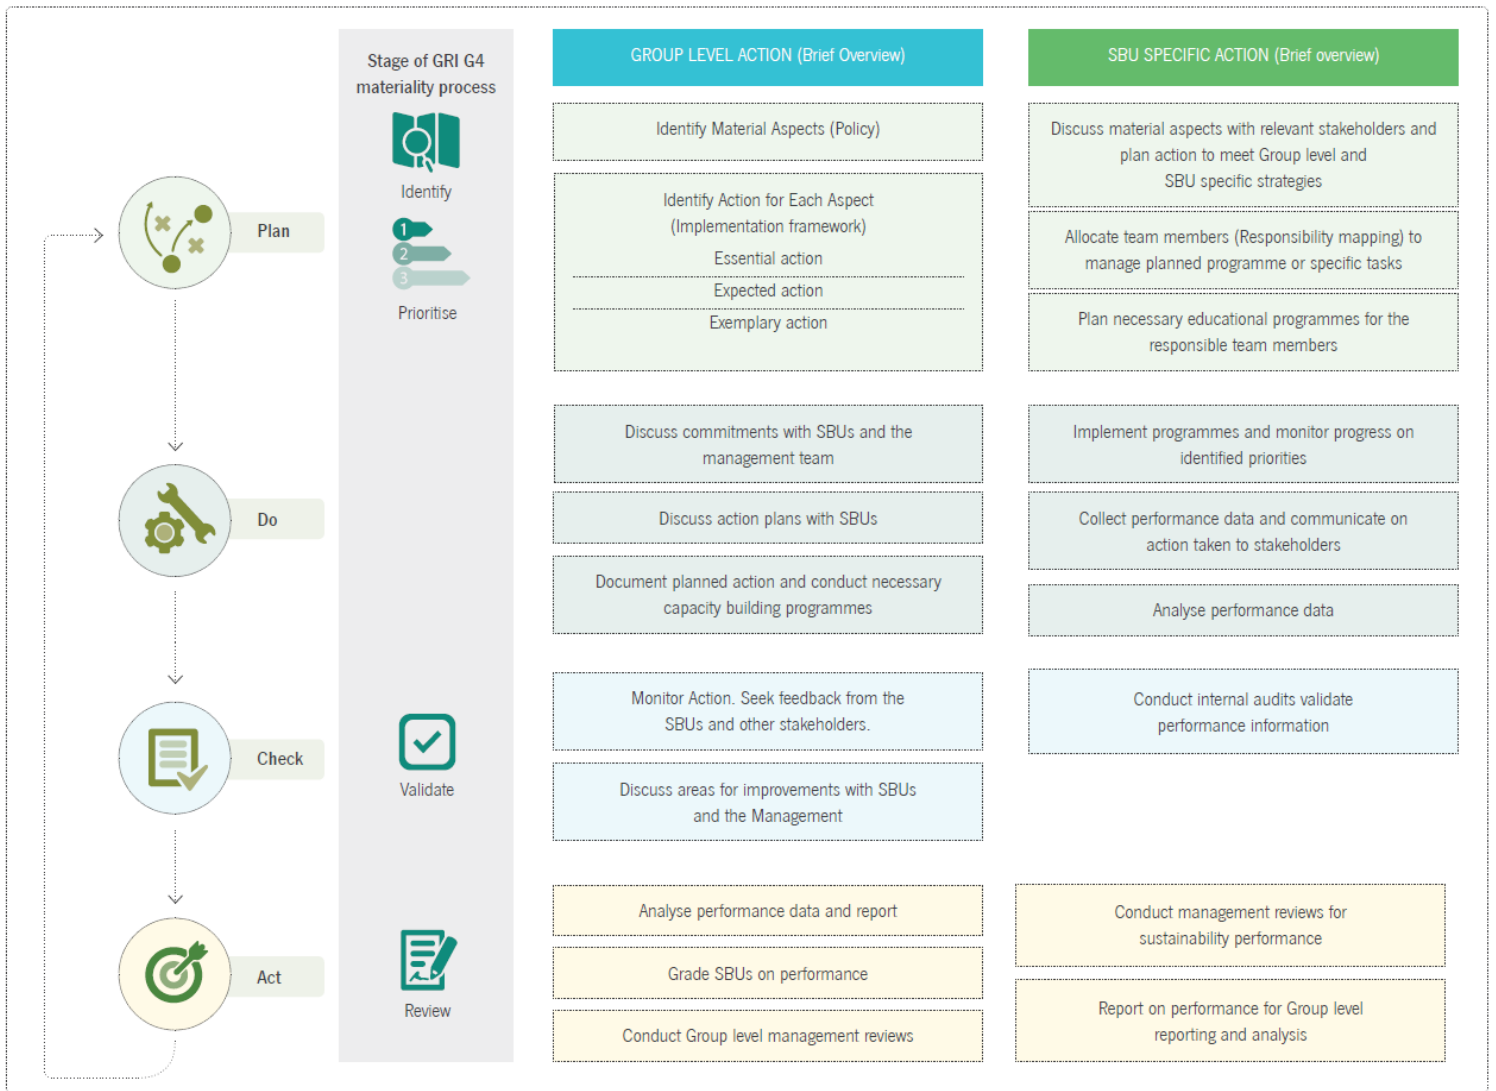 Stage of GRI G4
materiality process
GROUP LEVEL ACTION (Brief Overview)
SBU SPECIFIC ACTION (Brief overview)
Plan
Identify
1
2
3
Prioritise
Identify Material Aspects (Policy)
Identify Action for Each Aspect
(Implementation framework)
Essential action
Expected action
Exemplary action
Discuss material aspects with relevant stakeholders and
plan action to meet Group level and
SBU specific strategies
Allocate team members (Responsibility mapping) to
manage planned programme or specific tasks
Plan necessary educational programmes for the
responsible team members
Do
Discuss commitments with SBUs and the
management team
Discuss action plans with SBUs
Document planned action and conduct necessary
capacity building programmes
Implement programmes and monitor progress on
identified priorities
Collect performance data and communicate on
action taken to stakeholders
Analyse performance data
Check
Validate
Monitor Action. Seek feedback from the
SBUs and other stakeholders.
Discuss areas for improvements with SBUs
and the Management
Conduct internal audits validate
performance information
Act
Review
Analyse performance data and report
Grade SBUs on performance
Conduct Group level management reviews
Conduct management reviews for
sustainability performance
Report on performance for Group level
reporting and analysis